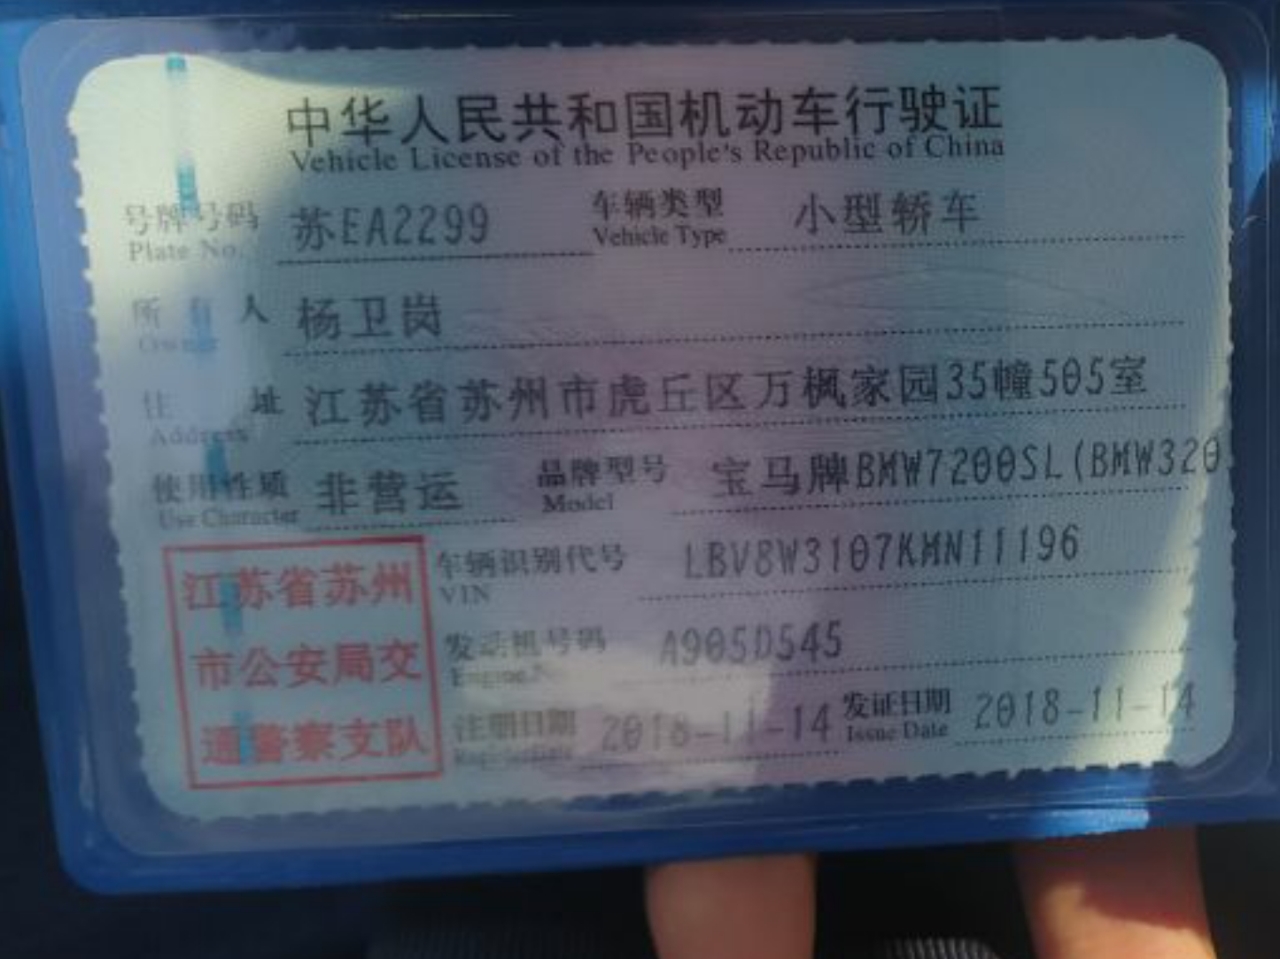 中华人民共和国机动车行驶证
Vehicle License of the People's Republic of China
号牌号码 苏EA2299 车辆类型 小型轿车
Plate No. Vehicle Type
所有人 杨卫岗
Owner
住址 江苏省苏州市虎丘区万枫家园35幢505室
Address
使用性质 非营运 品牌型号 宝马牌BMW7200SL(BMW320
Use Character Model
车辆识别代号 LBV8W3107KMN11196
VIN
发动机号码 A905D545
Engine No.
注册日期 2018-11-14 发证日期 2018-11-14
Issue Date
江苏省苏州
市公安局交
通警察支队